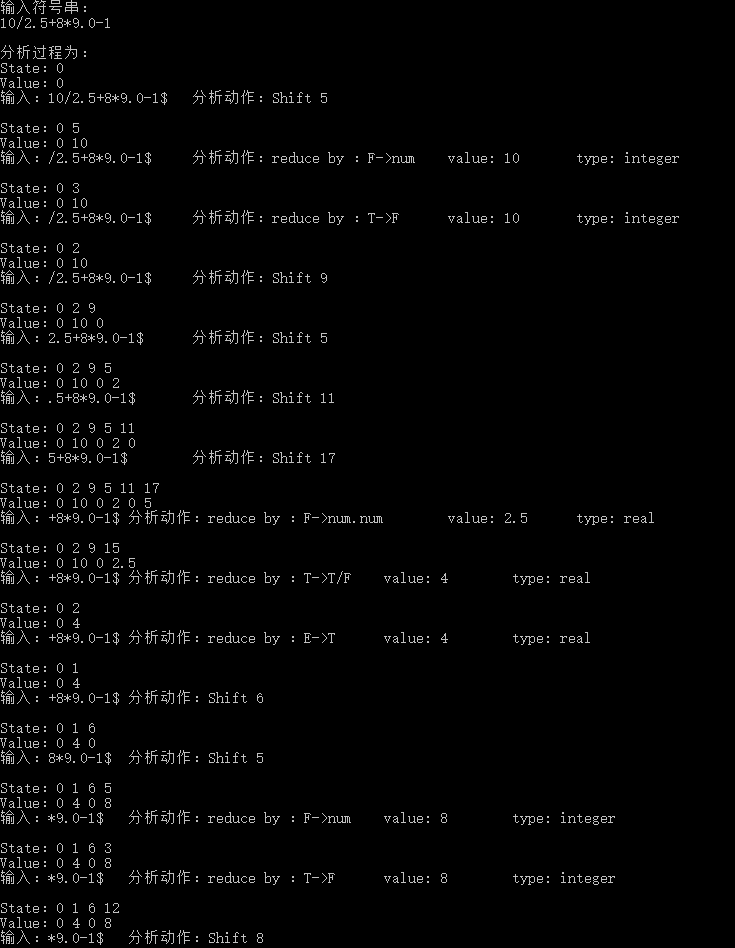 输入符号串:
10/2.5+8*9.0-1
分析过程为:
State: 0
Value: 0
输入: 10/2.5+8*9.0-1$ 分析动作: Shift 5
State: 0 5
Value: 0 10
输入: /2.5+8*9.0-1$ 分析动作: reduce by : F->num value: 10 type: integer
State: 0 3
Value: 0 10
输入: /2.5+8*9.0-1$ 分析动作: reduce by : T->F value: 10 type: integer
State: 0 2
Value: 0 10
输入: /2.5+8*9.0-1$ 分析动作: Shift 9
State: 0 2 9
Value: 0 10 0
输入: 2.5+8*9.0-1$ 分析动作: Shift 5
State: 0 2 9 5
Value: 0 10 0 2
输入: .5+8*9.0-1$ 分析动作: Shift 11
State: 0 2 9 5 11
Value: 0 10 0 2 0
输入: 5+8*9.0-1$ 分析动作: Shift 17
State: 0 2 9 5 11 17
Value: 0 10 0 2 0 5
输入: +8*9.0-1$ 分析动作: reduce by : F->num.num value: 2.5 type: real
State: 0 2 9 15
Value: 0 10 0 2.5
输入: +8*9.0-1$ 分析动作: reduce by : T->T/F value: 4 type: real
State: 0 2
Value: 0 4
输入: +8*9.0-1$ 分析动作: reduce by : E->T value: 4 type: real
State: 0 1
Value: 0 4
输入: +8*9.0-1$ 分析动作: Shift 6
State: 0 1 6
Value: 0 4 0
输入: 8*9.0-1$ 分析动作: Shift 5
State: 0 1 6 5
Value: 0 4 0 8
输入: *9.0-1$ 分析动作: reduce by : F->num value: 8 type: integer
State: 0 1 6 3
Value: 0 4 0 8
输入: *9.0-1$ 分析动作: reduce by : T->F value: 8 type: integer
State: 0 1 6 12
Value: 0 4 0 8
输入: *9.0-1$ 分析动作: Shift 8